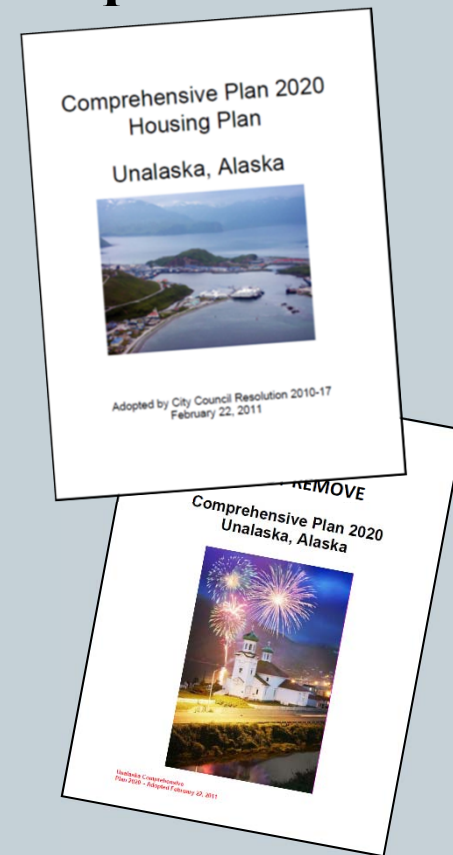 Comprehensive Plan 2020
Housing Plan
Unalaska, Alaska
Adopted by City Council Resolution 2010-17
February 22, 2011
REMOVE
Comprehensive Plan 2020
Unalaska, Alaska
Unalaska Comprehensive
Plan 2020 - Adopted February 22, 2011